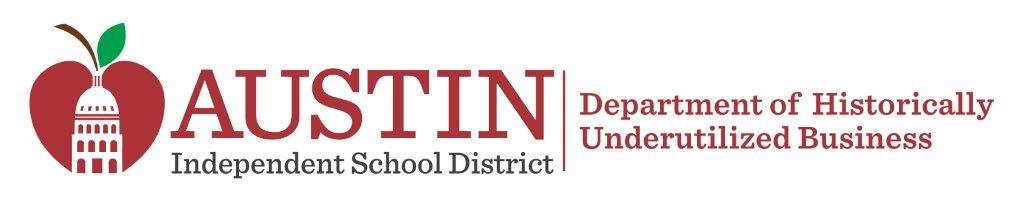 AUSTIN
Independent School District
Department of Historically
Underutilized Business